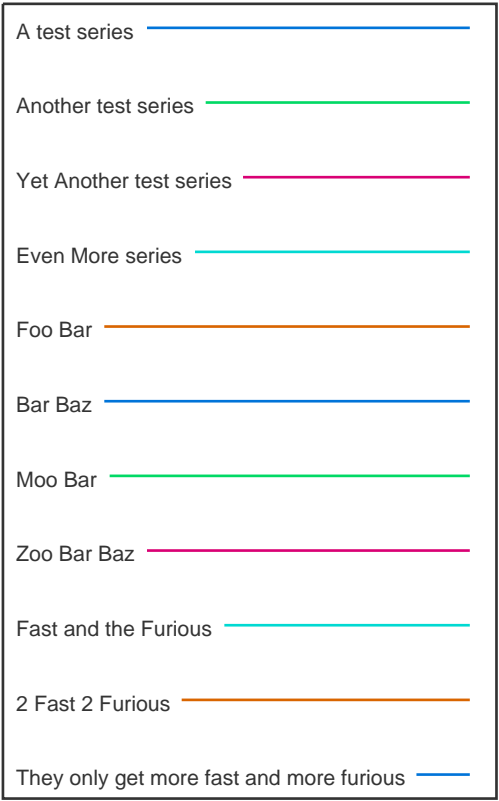 A test series
Another test series
Yet Another test series
Even More series
Foo Bar
Bar Baz
Moo Bar
Zoo Bar Baz
Fast and the Furious
2 Fast 2 Furious
They only get more fast and more furious